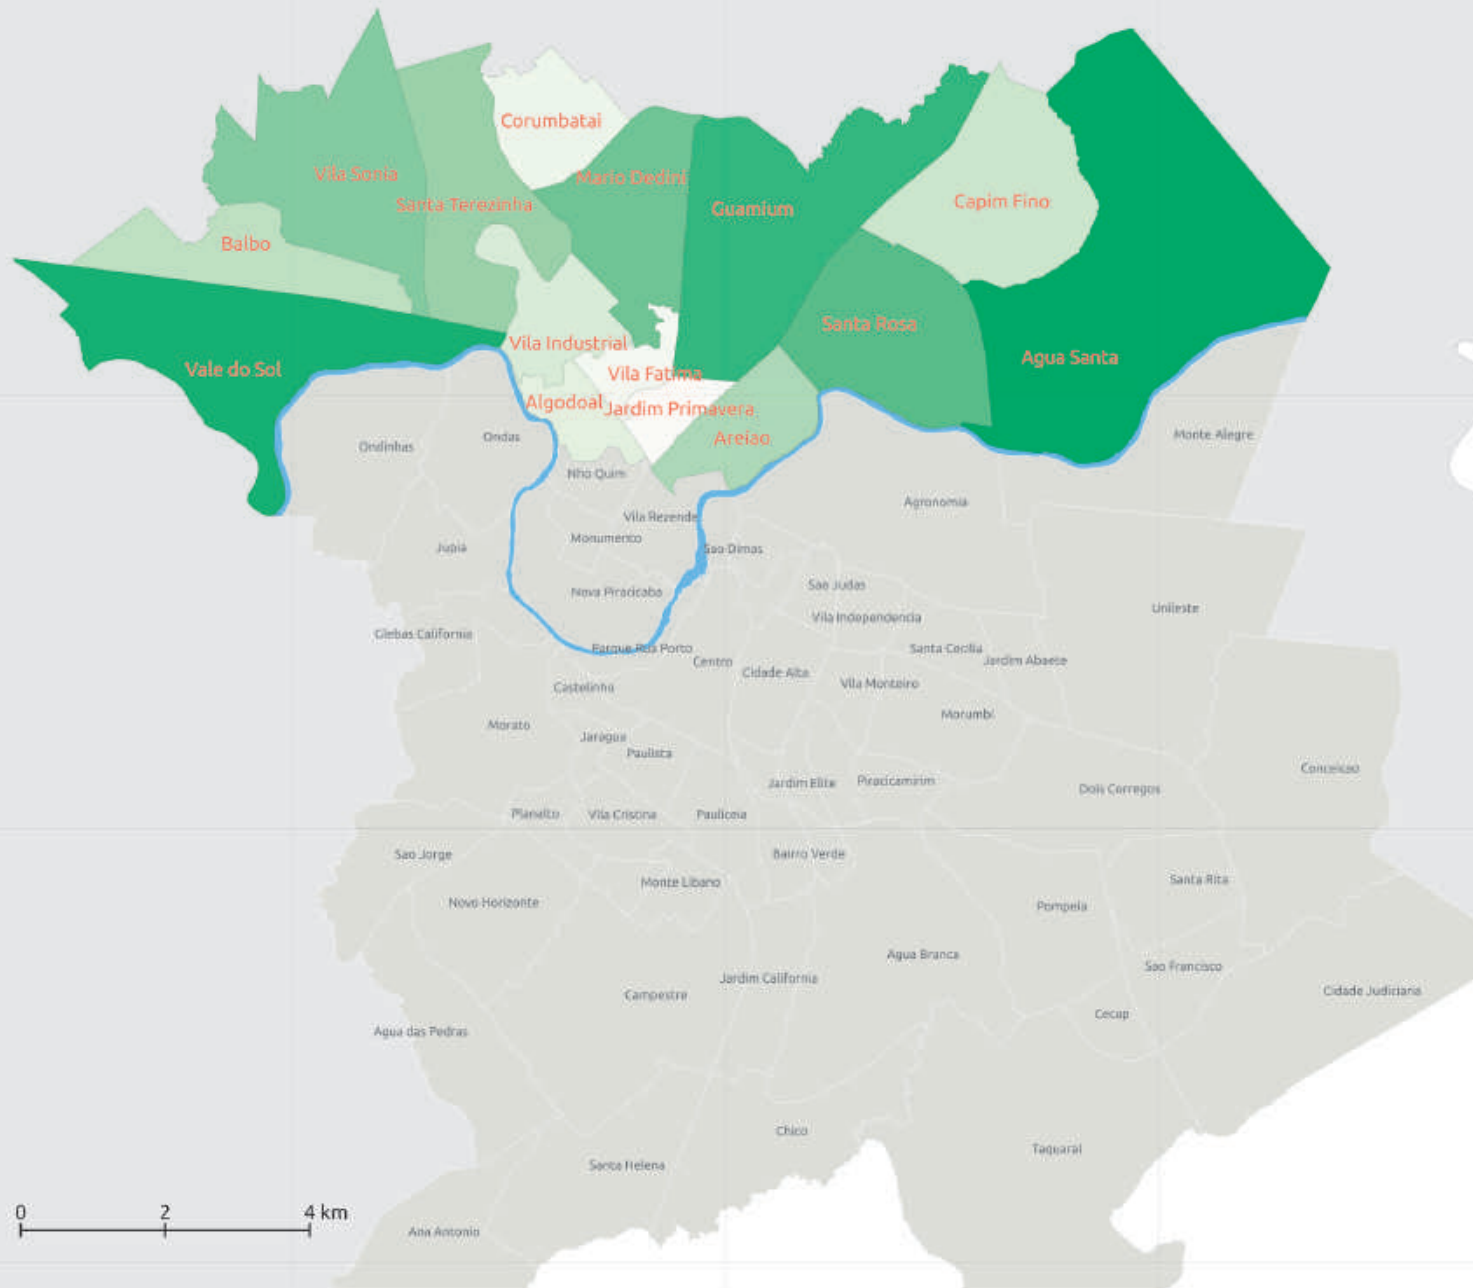 Corumbatai
Vila Sonia
Mario Dedini
Santa Terezinha
Guamium
Capim Fino
Balbo
Santa Rosa
Vila Industrial
Agua Santa
Vale do Sol
Vila Fatima
Algodoal
Jardim Primavera
Areiao
Monte Alegre
Ondas
Ondinhas
Nho Quim
Agronomia
Vila Rezende
Monumento
Jupia
Sao Dimas
Sao Judas
Nova Piracicaba
Unileste
Vila Independencia
Glebas California
Parque Rua Porto
Santa Cecilia
Centro
Jardim Abaete
Cidade Alta
Vila Monteiro
Castelinho
Morumbi
Morato
Jaragua
Paulista
Conceicao
Jardim Elite
Piracicamirim
Dois Corregos
Planalto
Vila Cristina
Pauliceia
Sao Jorge
Bairro Verde
Monte Libano
Santa Rita
Novo Horizonte
Pompeia
Agua Branca
Sao Francisco
Jardim California
Cidade Judiciaria
Campestre
Cecap
Agua das Pedras
Chico
Taquaral
Santa Helena
0 2 4 km
Ana Antonio